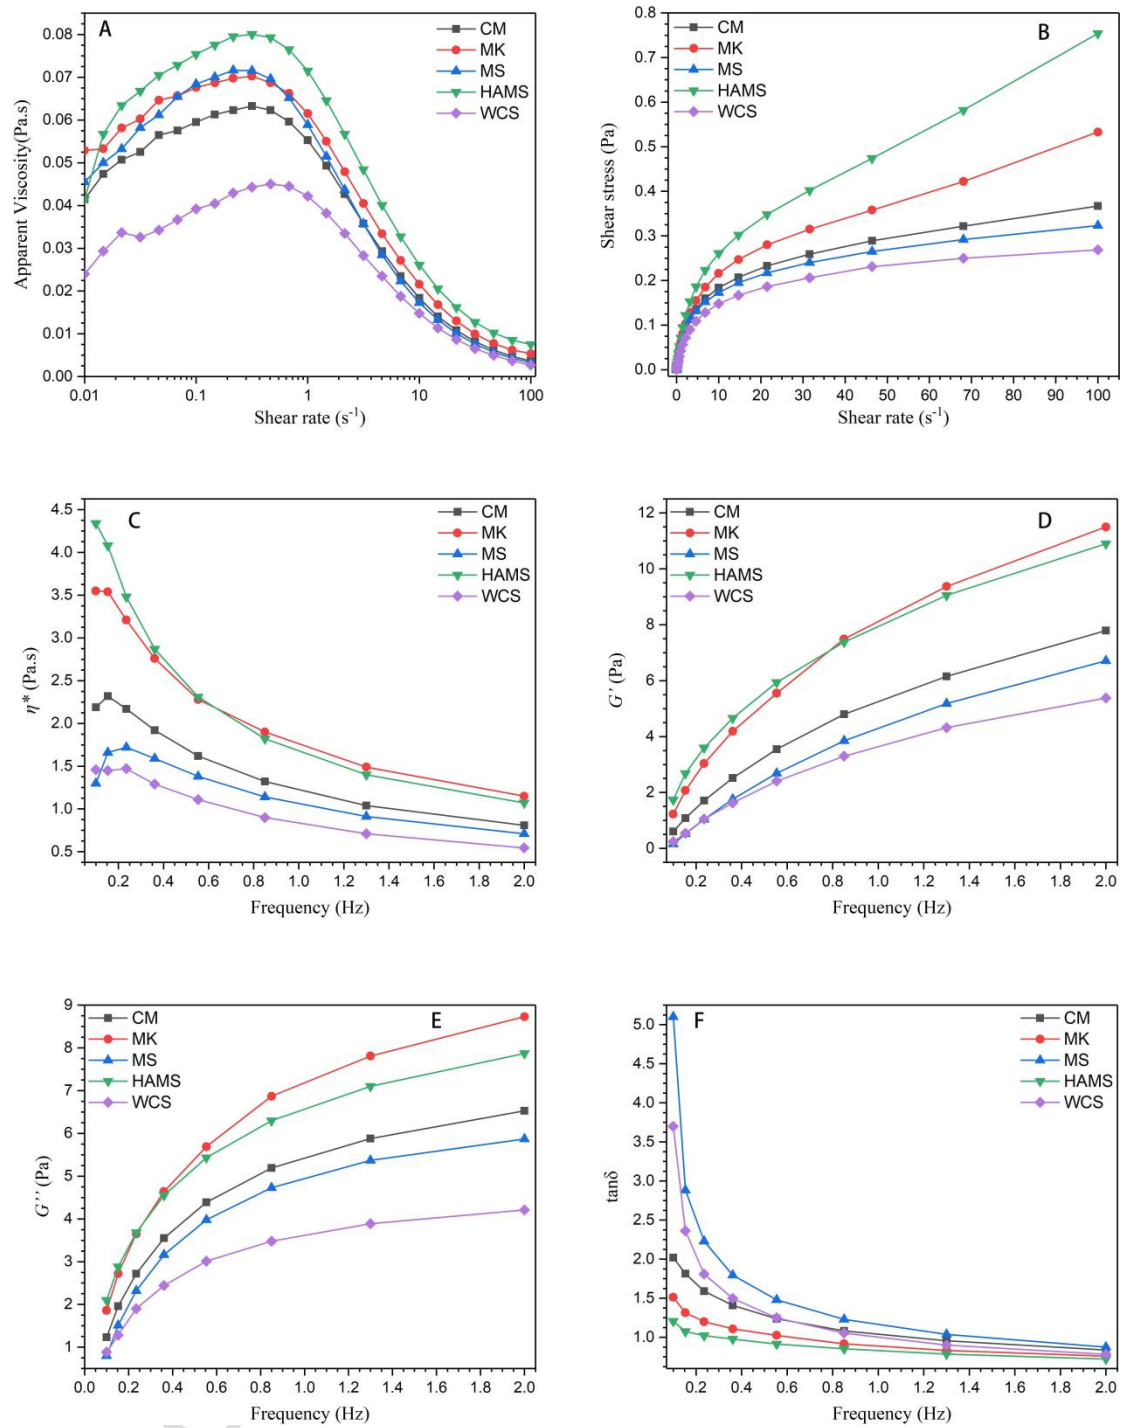 A
CM
MK
MS
HAMS
WCS
Apparent Viscosity(Pa.s)
0.08
0.07
0.06
0.05
0.04
0.03
0.02
0.01
0.00
0.01 0.1 1 10 100
Shear rate (s⁻¹)
B
CM
MK
MS
HAMS
WCS
Shear stress (Pa)
0.8
0.7
0.6
0.5
0.4
0.3
0.2
0.1
0.0
0 10 20 30 40 50 60 70 80 90 100
Shear rate (s⁻¹)
C
CM
MK
MS
HAMS
WCS
η* (Pa.s)
4.5
4.0
3.5
3.0
2.5
2.0
1.5
1.0
0.5
0.2 0.4 0.6 0.8 1.0 1.2 1.4 1.6 1.8 2.0
Frequency (Hz)
D
CM
MK
MS
HAMS
WCS
G' (Pa)
12
10
8
6
4
2
0
0.2 0.4 0.6 0.8 1.0 1.2 1.4 1.6 1.8 2.0
Frequency (Hz)
E
CM
MK
MS
HAMS
WCS
G'' (Pa)
9
8
7
6
5
4
3
2
1
0.0 0.2 0.4 0.6 0.8 1.0 1.2 1.4 1.6 1.8 2.0
Frequency (Hz)
F
CM
MK
MS
HAMS
WCS
tanδ
5.0
4.5
4.0
3.5
3.0
2.5
2.0
1.5
1.0
0.2 0.4 0.6 0.8 1.0 1.2 1.4 1.6 1.8 2.0
Frequency (Hz)